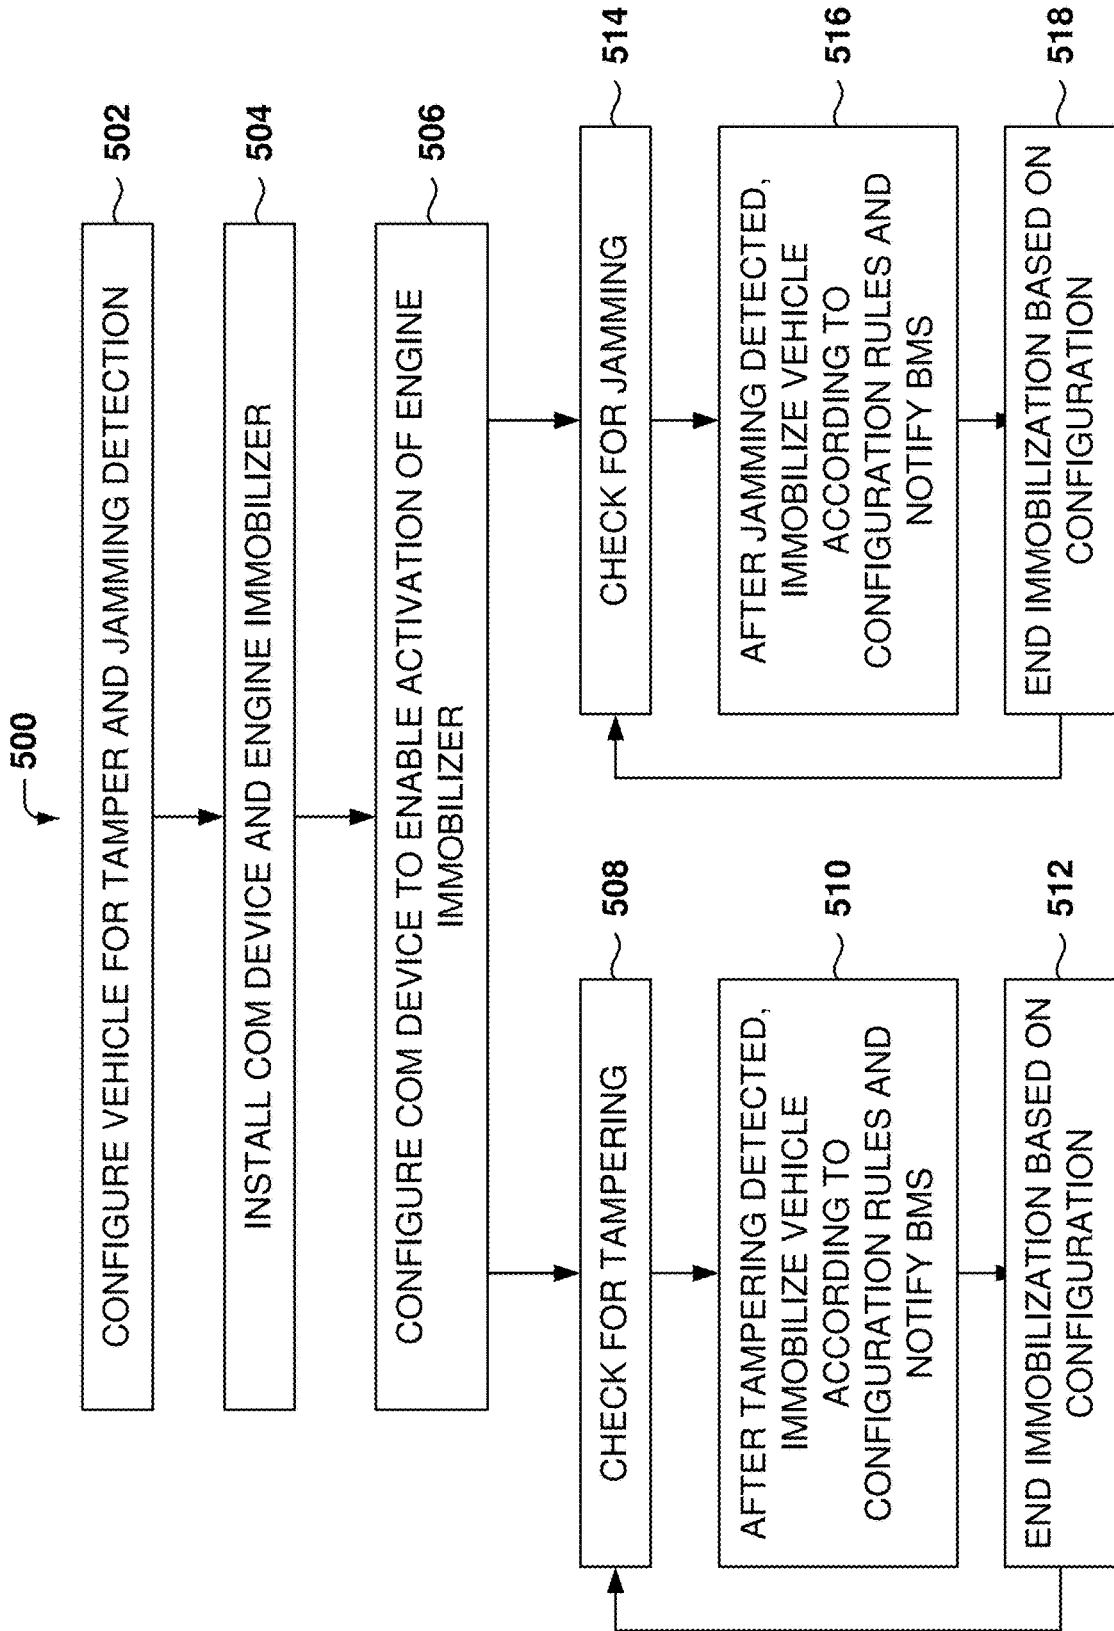 500
CONFIGURE VEHICLE FOR TAMPER AND JAMMING DETECTION
502
INSTALL COM DEVICE AND ENGINE IMMOBILIZER
504
CONFIGURE COM DEVICE TO ENABLE ACTIVATION OF ENGINE
IMMOBILIZER
506
CHECK FOR TAMPERING
508
AFTER TAMPERING DETECTED,
IMMOBILIZE VEHICLE
ACCORDING TO
CONFIGURATION RULES AND
NOTIFY BMS
510
END IMMOBILIZATION BASED ON
CONFIGURATION
512
CHECK FOR JAMMING
514
AFTER JAMMING DETECTED,
IMMOBILIZE VEHICLE
ACCORDING TO
CONFIGURATION RULES AND
NOTIFY BMS
516
END IMMOBILIZATION BASED ON
CONFIGURATION
518